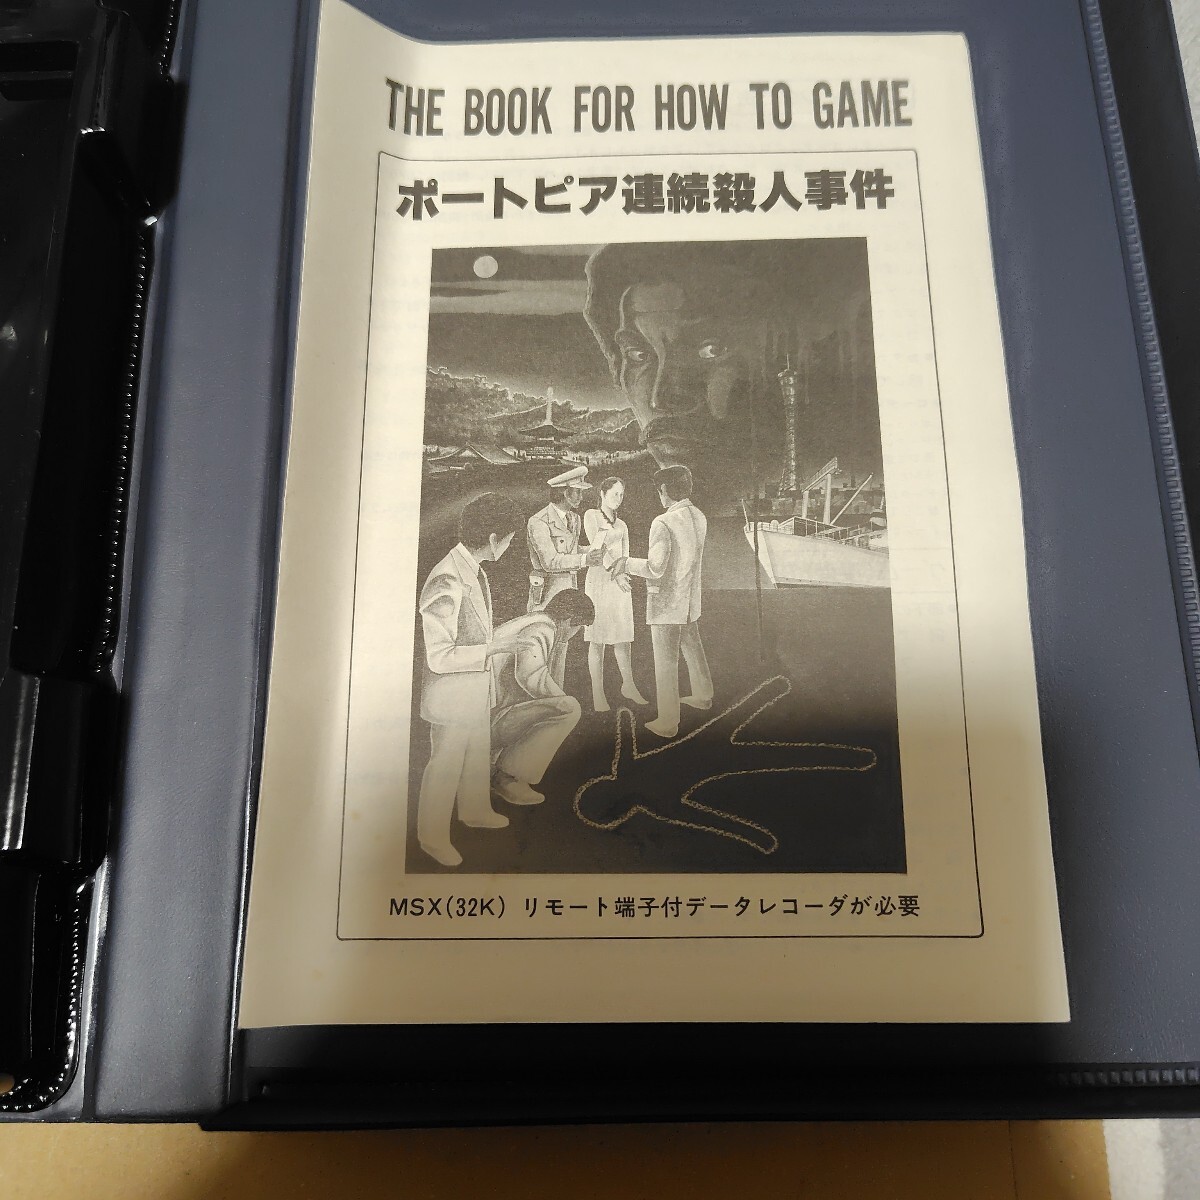 THE BOOK FOR HOW TO GAME
ポートピア連続殺人事件
MSX(32K) リモート端子付データレコーダが必要